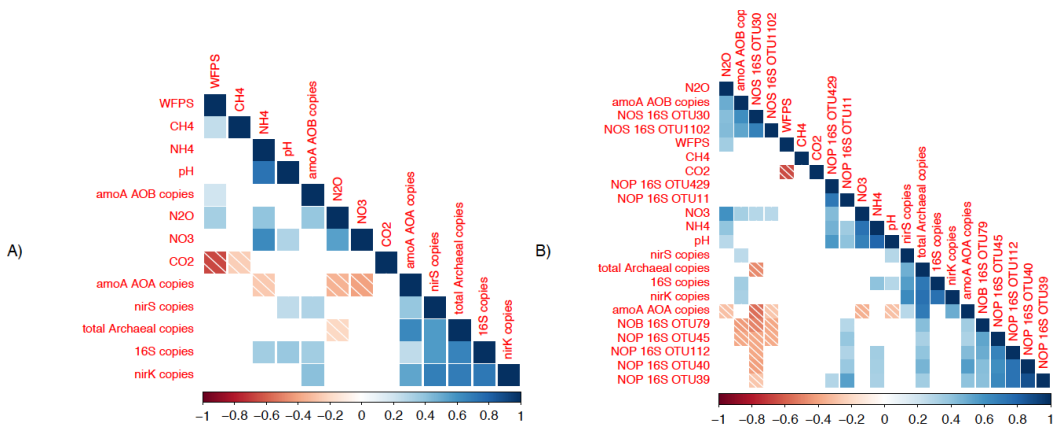 A)
WFPS
CH4
NH4
pH
amoA AOB copies
N2O
NO3
CO2
amoA AOA copies
nirS copies
total Archaeal copies
16S copies
nirK copies
WFPS
CH4
NH4
pH
amoA AOB copies
N2O
NO3
CO2
amoA AOA copies
nirS copies
total Archaeal copies
16S copies
nirK copies
-1 -0.8 -0.6 -0.4 -0.2 0 0.2 0.4 0.6 0.8 1
B)
N2O
amoA AOB cop
NOS 16S OTU30
NOS 16S OTU1102
WFPS
CH4
CO2
NOP 16S OTU429
NOP 16S OTU11
NO3
NH4
pH
nirS copies
total Archaeal copies
16S copies
nirK copies
amoA AOA copies
NOB 16S OTU79
NOP 16S OTU45
NOP 16S OTU112
NOP 16S OTU40
NOP 16S OTU39
N2O
amoA AOB copies
NOS 16S OTU30
NOS 16S OTU1102
WFPS
CH4
CO2
NOP 16S OTU429
NOP 16S OTU11
NO3
NH4
pH
nirS copies
total Archaeal copies
16S copies
nirK copies
amoA AOA copies
NOB 16S OTU79
NOP 16S OTU45
NOP 16S OTU112
NOP 16S OTU40
NOP 16S OTU39
-1 -0.8 -0.6 -0.4 -0.2 0 0.2 0.4 0.6 0.8 1